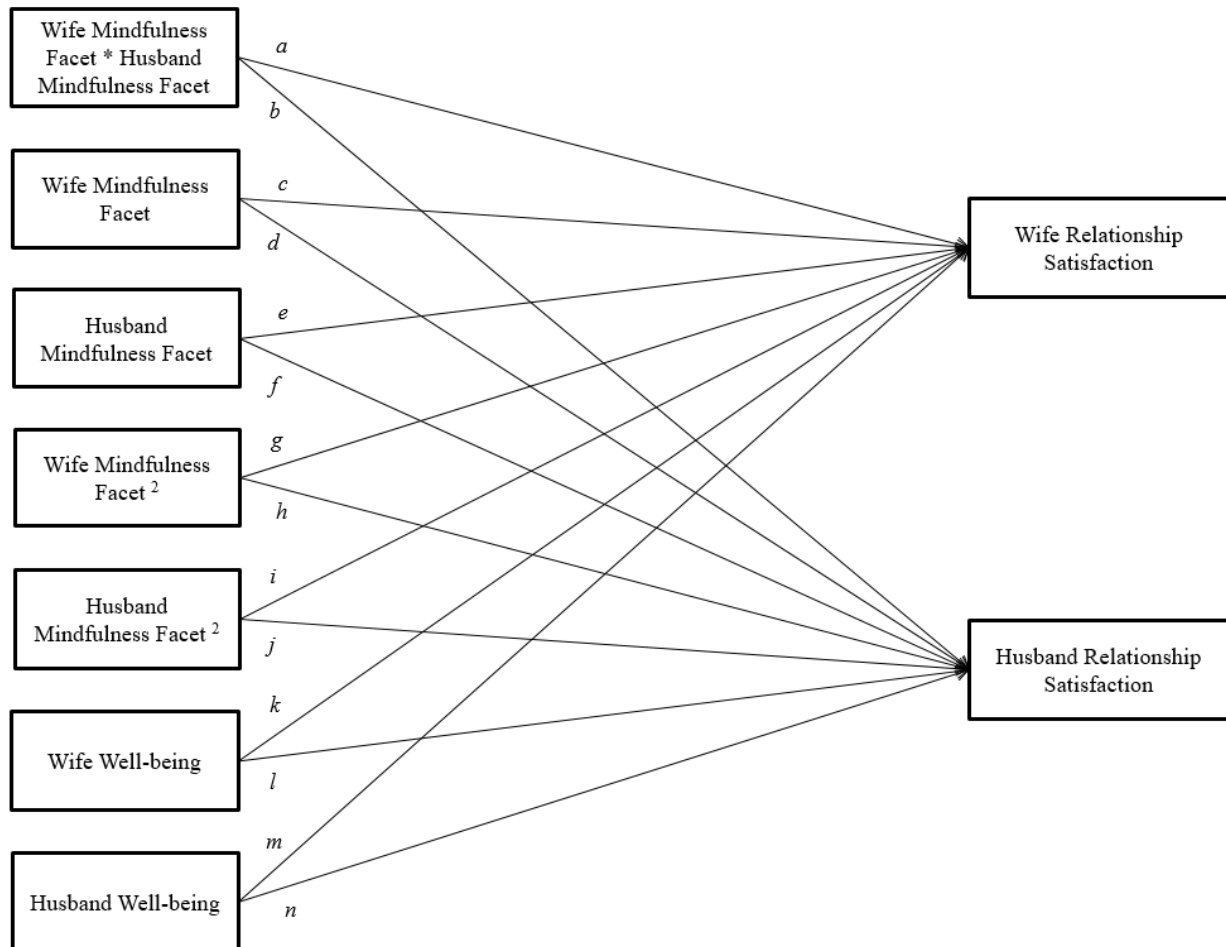 Wife Mindfulness
Facet * Husband
Mindfulness Facet
a
b
Wife Mindfulness
Facet
c
d
Wife Relationship
Satisfaction
Husband
Mindfulness Facet
e
f
Wife Mindfulness
Facet ²
g
h
Husband
Mindfulness Facet ²
i
j
Husband Relationship
Satisfaction
Wife Well-being
k
l
Husband Well-being
m
n